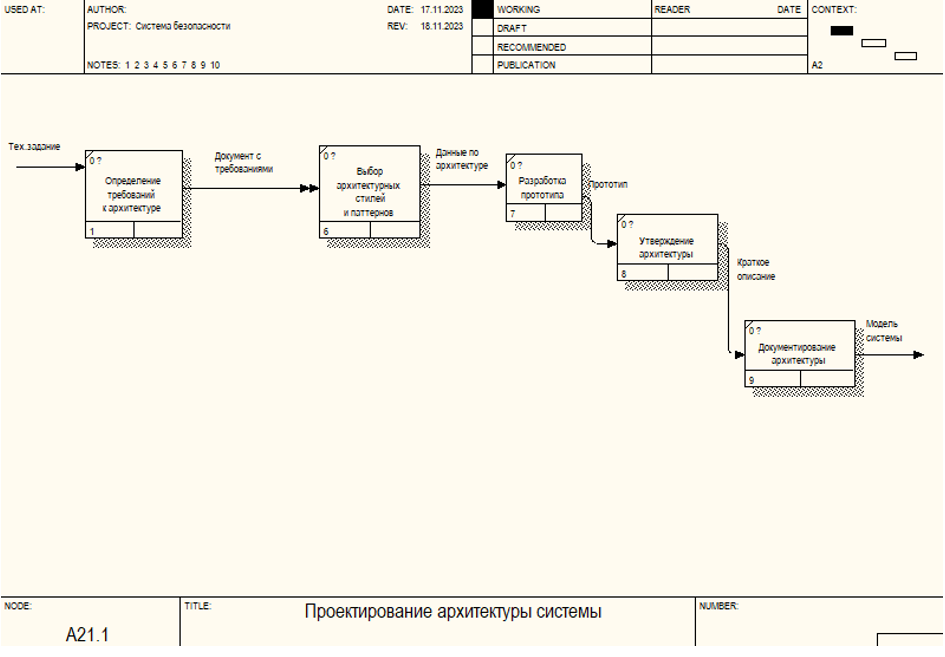 USED AT:
AUTHOR:
DATE: 17.11.2023
PROJECT: Система безопасности
REV: 18.11.2023
NOTES: 1 2 3 4 5 6 7 8 9 10
WORKING
DRAFT
RECOMMENDED
PUBLICATION
READER
DATE
CONTEXT:
A2
Тех.задание
0 ?
Определение
требований
к архитектуре
1
Документ с
требованиями
0 ?
Выбор
архитектурных
стилей
и паттернов
6
Данные по
архитектуре
0 ?
Разработка
прототипа
7
Прототип
0 ?
Утверждение
архитектуры
8
Краткое
описание
0 ?
Документирование
архитектуры
9
Модель
системы
NODE:
A21.1
TITLE:
Проектирование архитектуры системы
NUMBER: